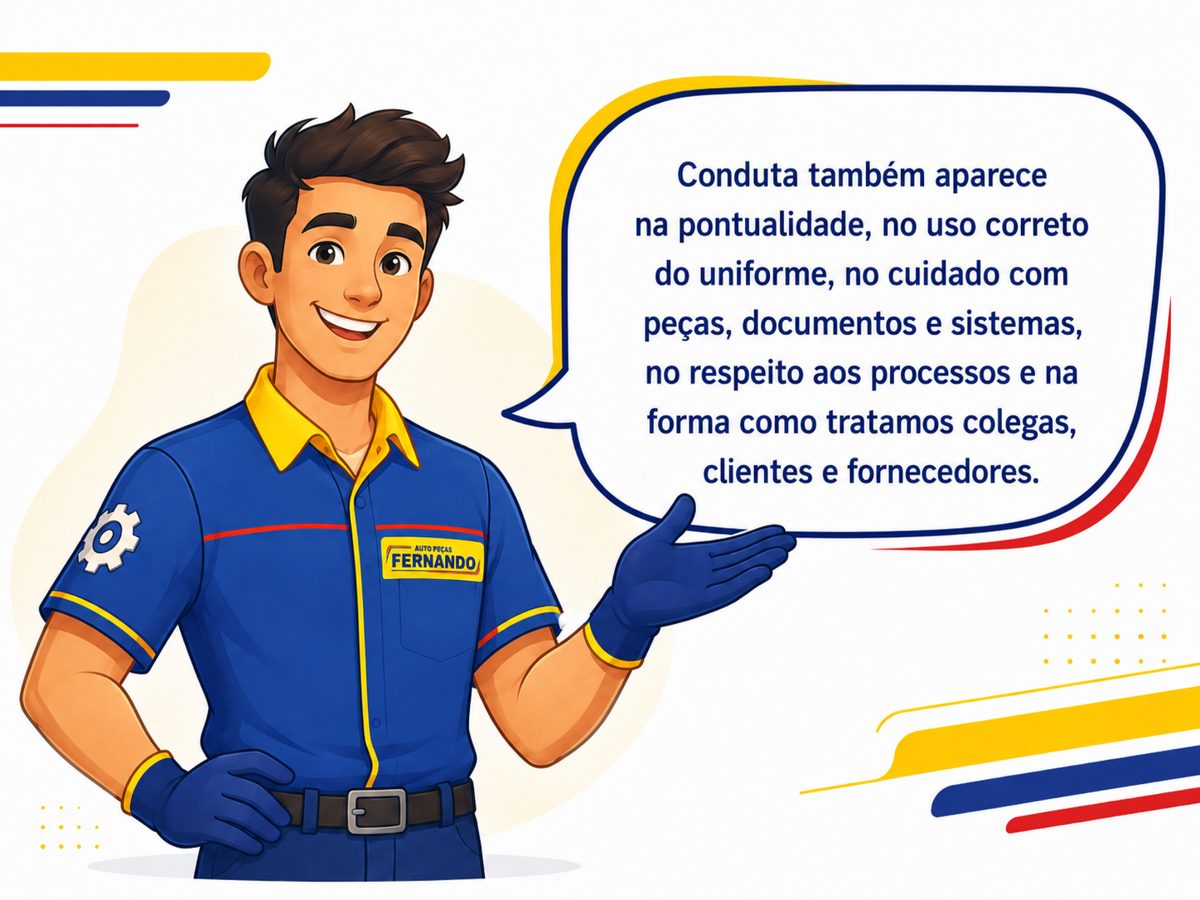 Conduta também aparece
na pontualidade, no uso correto
do uniforme, no cuidado com
peças, documentos e sistemas,
no respeito aos processos e na
forma como tratamos colegas,
clientes e fornecedores.
AUTO PEÇAS
FERNANDO